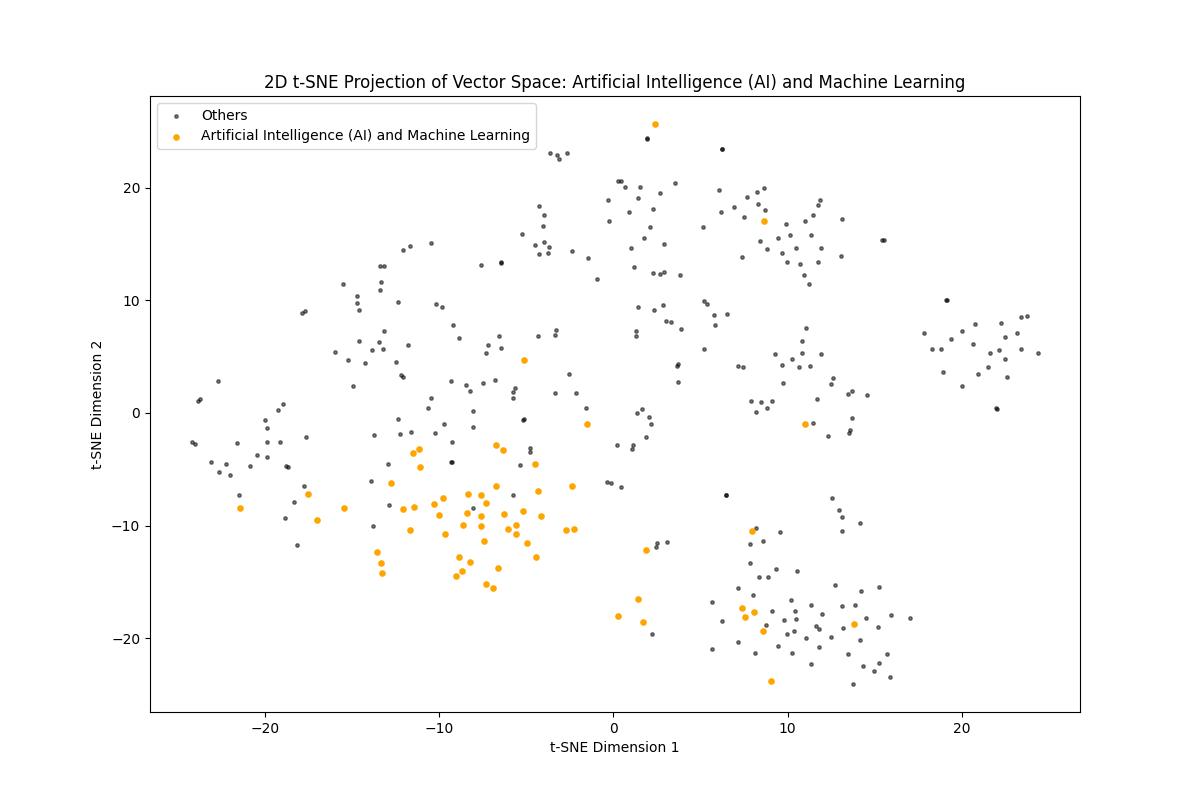 2D t-SNE Projection of Vector Space: Artificial Intelligence (AI) and Machine Learning
Others
Artificial Intelligence (AI) and Machine Learning
20
10
0
−10
−20
t-SNE Dimension 2
−20
−10
0
10
20
t-SNE Dimension 1